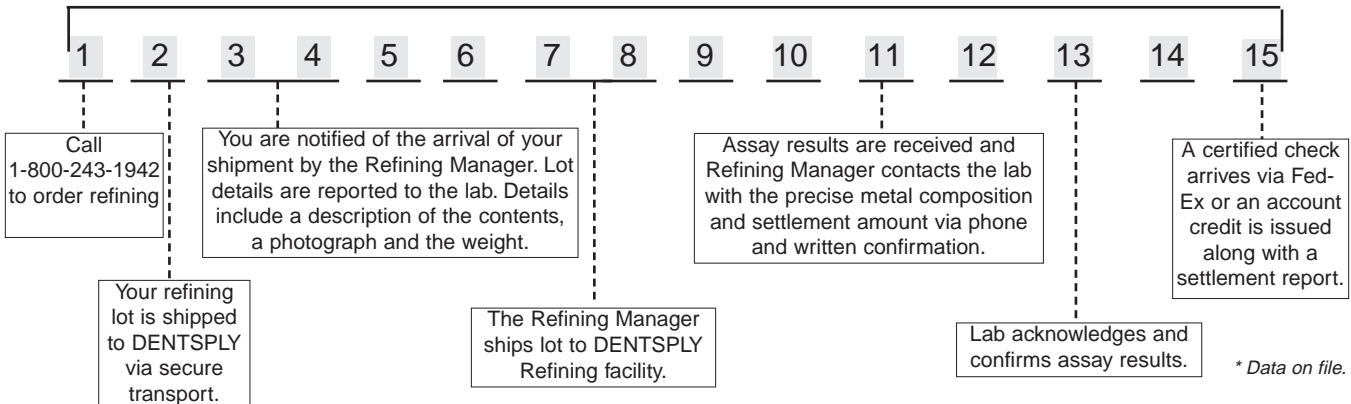 1 2 3 4 5 6 7 8 9 10 11 12 13 14 15
Call
1-800-243-1942
to order refining
You are notified of the arrival of your
shipment by the Refining Manager. Lot
details are reported to the lab. Details
include a description of the contents,
a photograph and the weight.
Assay results are received and
Refining Manager contacts the lab
with the precise metal composition
and settlement amount via phone
and written confirmation.
A certified check
arrives via Fed-
Ex or an account
credit is issued
along with a
settlement report.
Your refining
lot is shipped
to DENTSPLY
via secure
transport.
The Refining Manager
ships lot to DENTSPLY
Refining facility.
Lab acknowledges and
confirms assay results.
* Data on file.